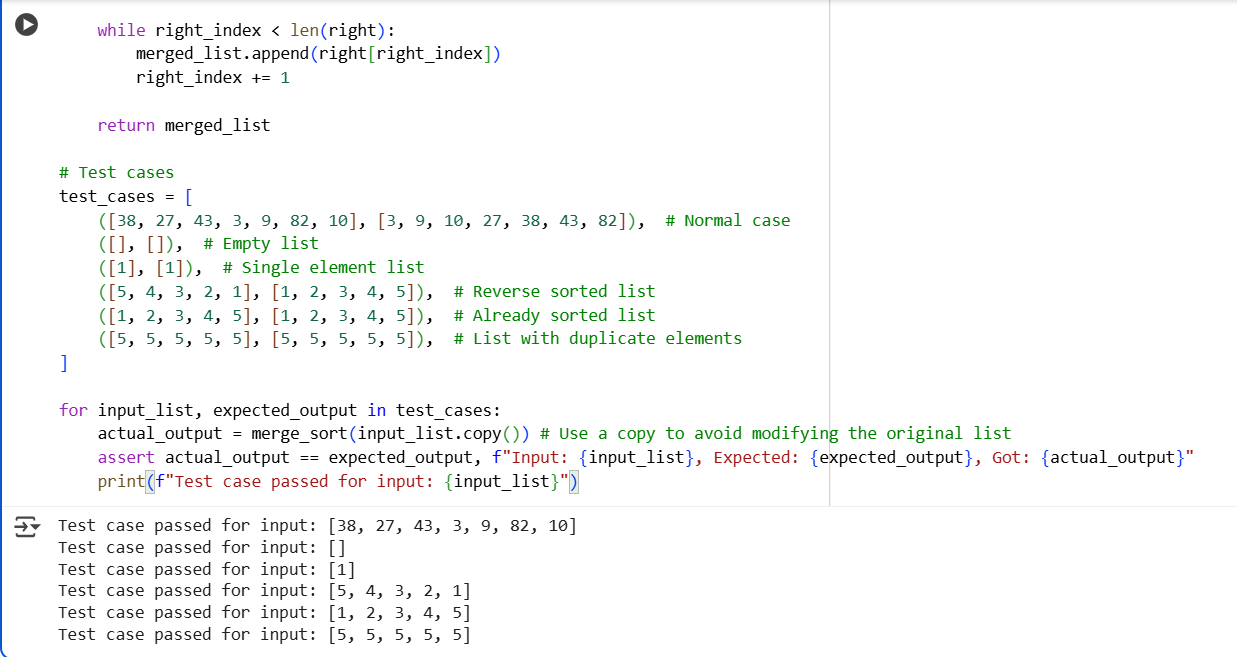 while right_index < len(right):
merged_list.append(right[right_index])
right_index += 1
return merged_list
# Test cases
test_cases = [
([38, 27, 43, 3, 9, 82, 10], [3, 9, 10, 27, 38, 43, 82]),  # Normal case
([], []),  # Empty list
([1], [1]),  # Single element list
([5, 4, 3, 2, 1], [1, 2, 3, 4, 5]),  # Reverse sorted list
([1, 2, 3, 4, 5], [1, 2, 3, 4, 5]),  # Already sorted list
([5, 5, 5, 5, 5], [5, 5, 5, 5, 5]),  # List with duplicate elements
]
for input_list, expected_output in test_cases:
actual_output = merge_sort(input_list.copy()) # Use a copy to avoid modifying the original list
assert actual_output == expected_output, f"Input: {input_list}, Expected: {expected_output}, Got: {actual_output}"
print(f"Test case passed for input: {input_list}")
Test case passed for input: [38, 27, 43, 3, 9, 82, 10]
Test case passed for input: []
Test case passed for input: [1]
Test case passed for input: [5, 4, 3, 2, 1]
Test case passed for input: [1, 2, 3, 4, 5]
Test case passed for input: [5, 5, 5, 5, 5]